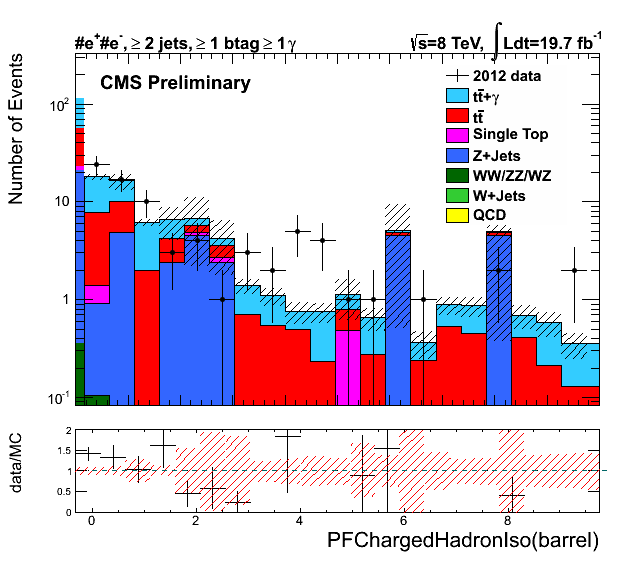 #e⁺#e⁻, ≥ 2 jets, ≥ 1 btag ≥ 1 γ √s=8 TeV, ∫ Ldt=19.7 fb⁻¹
CMS Preliminary
2012 data
tt̄+γ
tt̄
Single Top
Z+Jets
WW/ZZ/WZ
W+Jets
QCD
Number of Events
10²
10
1
10⁻¹
data/MC
2
1.5
1
0.5
0
0 2 4 6 8
PFChargedHadronIso(barrel)